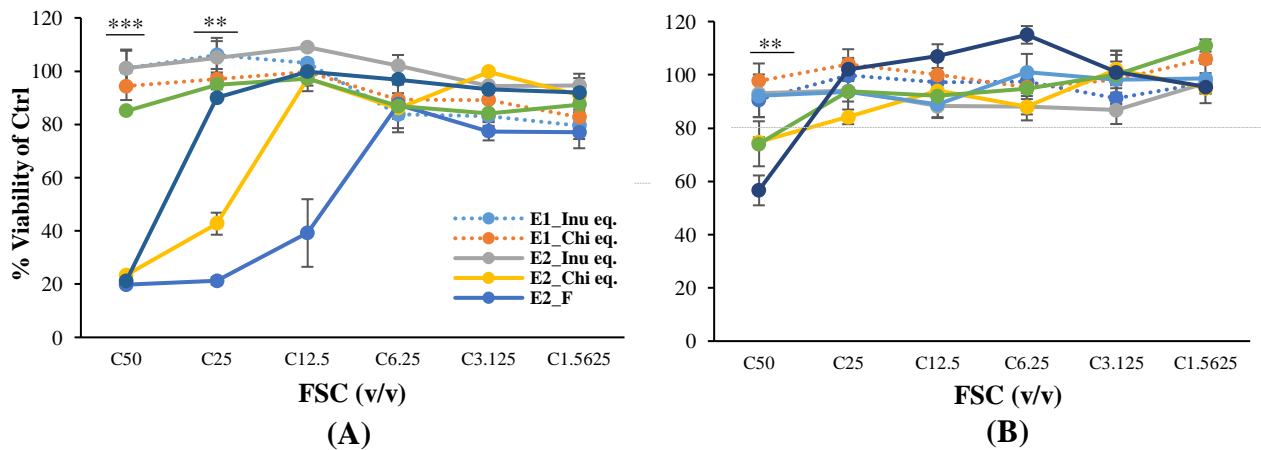 % Viability of Ctrl
120
100
80
60
40
20
0
***
**
E1_Inu eq.
E1_Chi eq.
E2_Inu eq.
E2_Chi eq.
E2_F
C50 C25 C12.5 C6.25 C3.125 C1.5625
FSC (v/v)
(A)
120
100
80
60
40
20
0
**
C50 C25 C12.5 C6.25 C3.125 C1.5625
FSC (v/v)
(B)